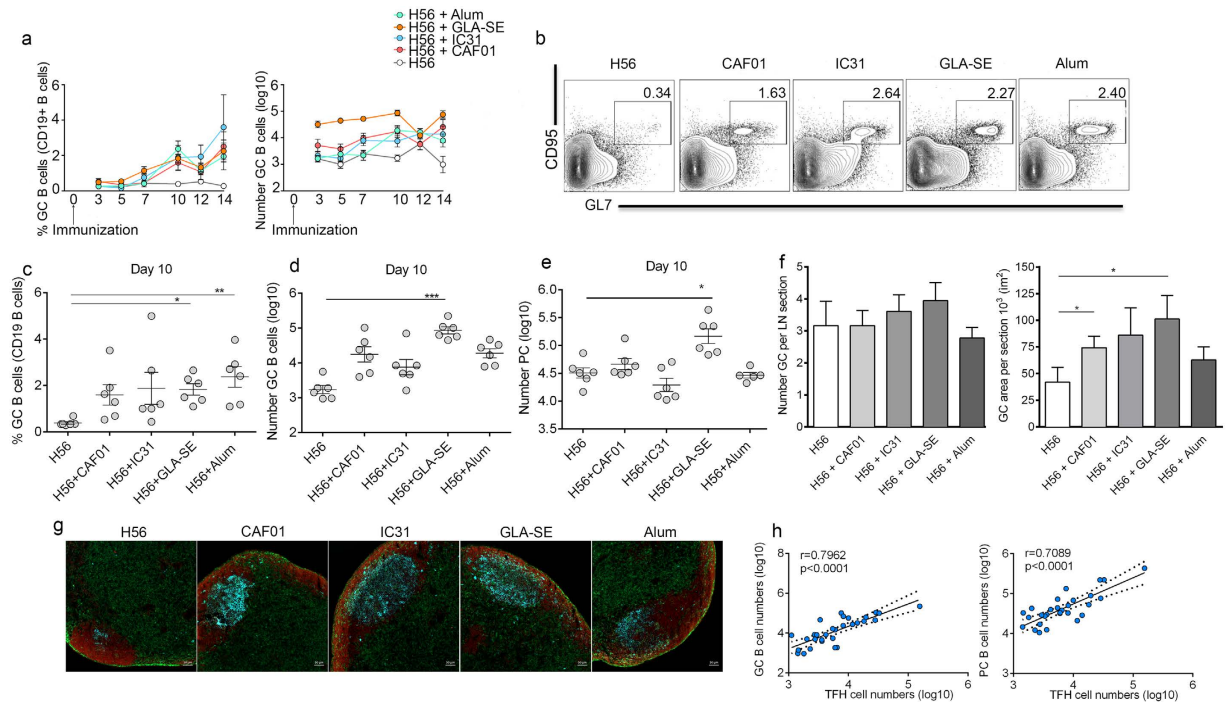 a
H56 + Alum
H56 + GLA-SE
H56 + IC31
H56 + CAF01
H56
% GC B cells (CD19+ B cells)
6
4
2
0
0 3 5 7 10 12 14
Immunization
Number GC B cells (log10)
6
5
4
3
2
0 3 5 7 10 12 14
Immunization
b
H56 CAF01 IC31 GLA-SE Alum
0.34 1.63 2.64 2.27 2.40
CD95
GL7
c
Day 10
% GC B cells (CD19 B cells)
6
4
2
0
* **
H56
H56+CAF01
H56+IC31
H56+GLA-SE
H56+Alum
d
Day 10
Number GC B cells (log10)
6
5
4
3
2
***
H56
H56+CAF01
H56+IC31
H56+GLA-SE
H56+Alum
e
Day 10
Number PC (log10)
6.0
5.5
5.0
4.5
4.0
*
H56
H56+CAF01
H56+IC31
H56+GLA-SE
H56+Alum
f
Number GC per LN section
5
4
3
2
1
0
H56
H56 + CAF01
H56 + IC31
H56 + GLA-SE
H56 + Alum
GC area per section 10³ (im²)
150
125
100
75
50
25
0
*
*
H56
H56 + CAF01
H56 + IC31
H56 + GLA-SE
H56 + Alum
g
H56 CAF01 IC31 GLA-SE Alum
h
r=0.7962
p<0.0001
GC B cell numbers (log10)
8
6
4
2
3 4 5 6
TFH cell numbers (log10)
r=0.7089
p<0.0001
PC B cell numbers (log10)
7
6
5
4
3
2
3 4 5 6
TFH cell numbers (log10)